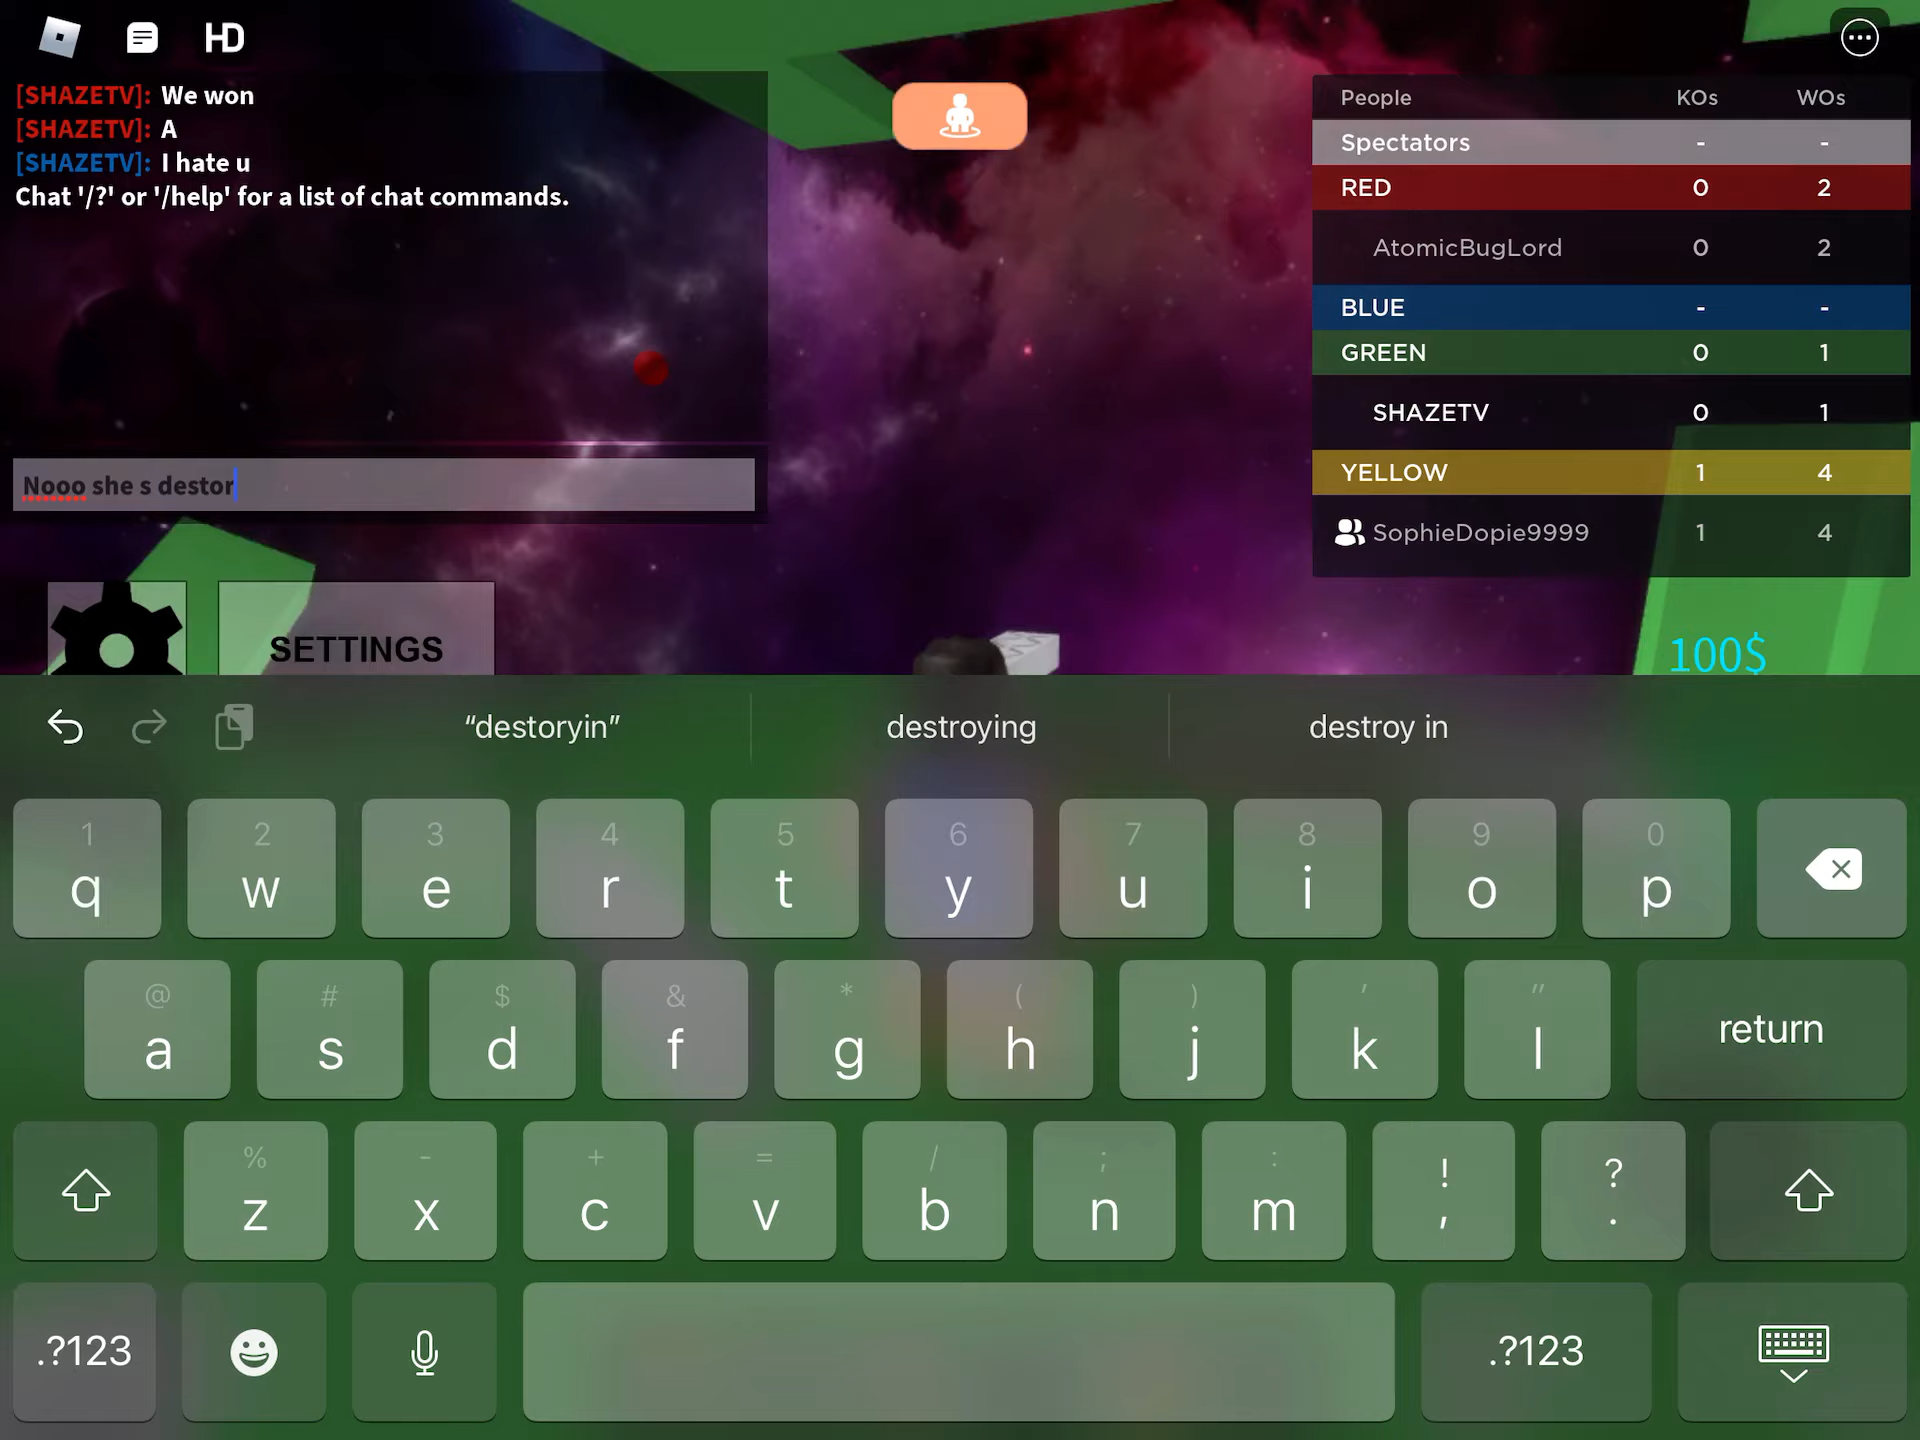 HD
[SHAZETV]: We won
[SHAZETV]: A
[SHAZETV]: I hate u
Chat '/?' or '/help' for a list of chat commands.
Nooo she s destor
SETTINGS
People KOs WOs
Spectators - -
RED 0 2
AtomicBugLord 0 2
BLUE - -
GREEN 0 1
SHAZETV 0 1
YELLOW 1 4
SophieDopie9999 1 4
100$
“destoryin” destroying destroy in
1 2 3 4 5 6 7 8 9 0
q w e r t y u i o p
@ # $ & * ( ) ' "
a s d f g h j k l return
% - + = / ; : ! ?
z x c v b n m , .
.?123 .?123